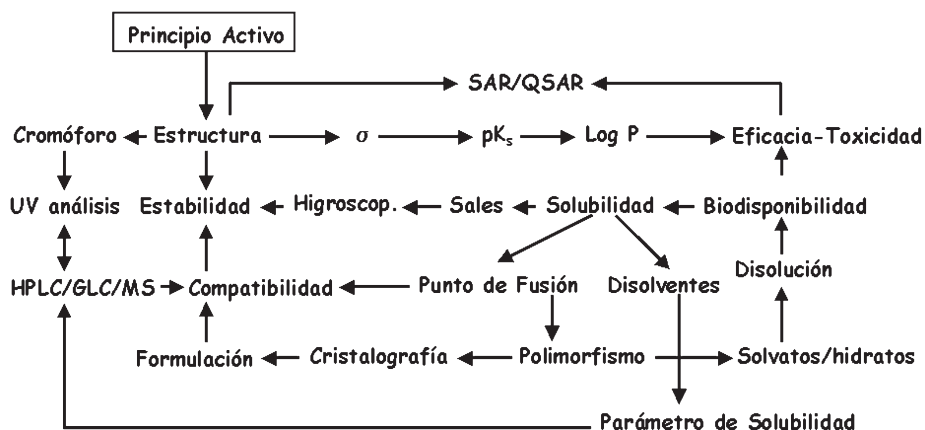 Principio Activo
SAR/QSAR
Cromóforo Estructura σ pKs Log P Eficacia-Toxicidad
UV análisis Estabilidad Higroscop. Sales Solubilidad Biodisponibilidad
Disolución
HPLC/GLC/MS Compatibilidad Punto de Fusión Disolventes
Formulación Cristalografía Polimorfismo Solvatos/hidratos
Parámetro de Solubilidad